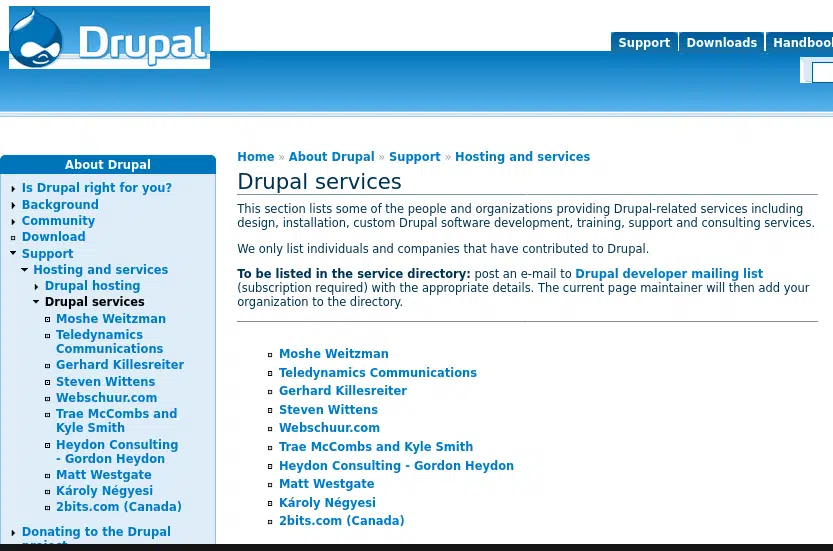 Drupal
Support
Downloads
About Drupal
Is Drupal right for you?
Background
Community
Download
Support
Hosting and services
Drupal hosting
Drupal services
Moshe Weitzman
Teledynamics
Communications
Gerhard Killesreiter
Steven Wittens
Webschuur.com
Trae McCombs and
Kyle Smith
Heydon Consulting
- Gordon Heydon
Matt Westgate
Károly Négyesi
2bits.com (Canada)
Donating to the Drupal
Home » About Drupal » Support » Hosting and services
Drupal services
This section lists some of the people and organizations providing Drupal-related services including
design, installation, custom Drupal software development, training, support and consulting services.
We only list individuals and companies that have contributed to Drupal.
To be listed in the service directory: post an e-mail to Drupal developer mailing list
(subscription required) with the appropriate details. The current page maintainer will then add your
organization to the directory.
Moshe Weitzman
Teledynamics Communications
Gerhard Killesreiter
Steven Wittens
Webschuur.com
Trae McCombs and Kyle Smith
Heydon Consulting - Gordon Heydon
Matt Westgate
Károly Négyesi
2bits.com (Canada)